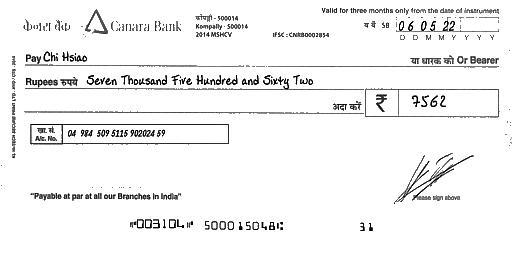 Valid for three months only from the date of instrument
केनरा बैंक Canara Bank
कोंपल्ली - 500014
Kompally - 500014
2014 MSHCV
IFSC : CNRB0002854
SB 06 05 22
D D M M Y Y Y Y
Pay Chi Hsiao
या धारक को Or Bearer
Rupees रुपये Seven Thousand Five Hundred and Sixty Two
अदा करें ₹ 7562
खा. सं.
A/c. No. 04 984 509 5115 902024 59
"Payable at par at all our Branches in India"
Please sign above
⑈003104⑈ 500015048⑆ 31